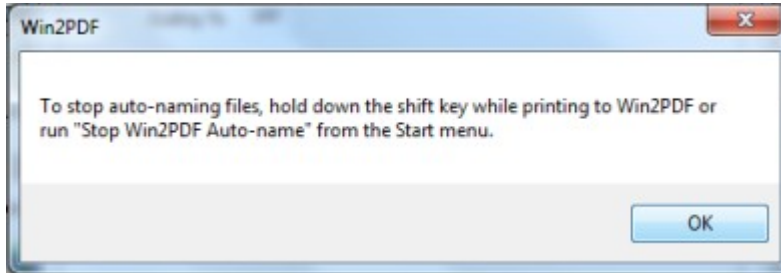 Win2PDF
To stop auto-naming files, hold down the shift key while printing to Win2PDF or
run "Stop Win2PDF Auto-name" from the Start menu.
OK